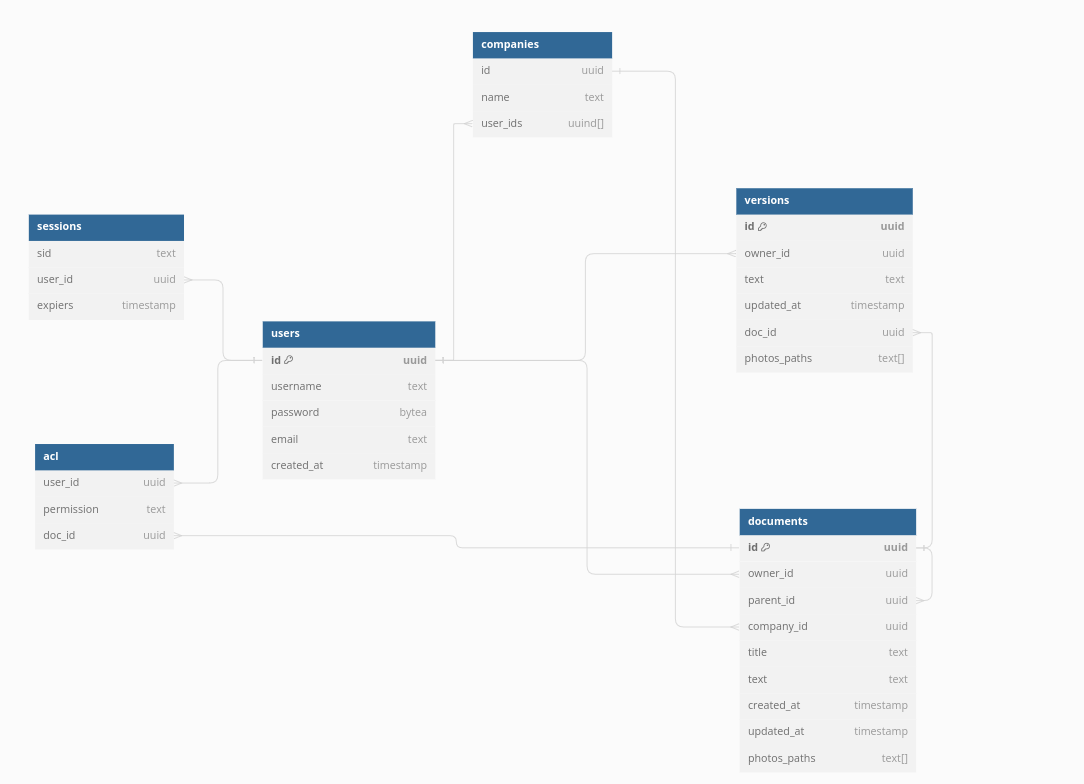 companies
id uuid
name text
user_ids uuind[]
versions
id uuid
owner_id uuid
text text
updated_at timestamp
doc_id uuid
photos_paths text[]
sessions
sid text
user_id uuid
expiers timestamp
users
id uuid
username text
password bytea
email text
created_at timestamp
acl
user_id uuid
permission text
doc_id uuid
documents
id uuid
owner_id uuid
parent_id uuid
company_id uuid
title text
text text
created_at timestamp
updated_at timestamp
photos_paths text[]